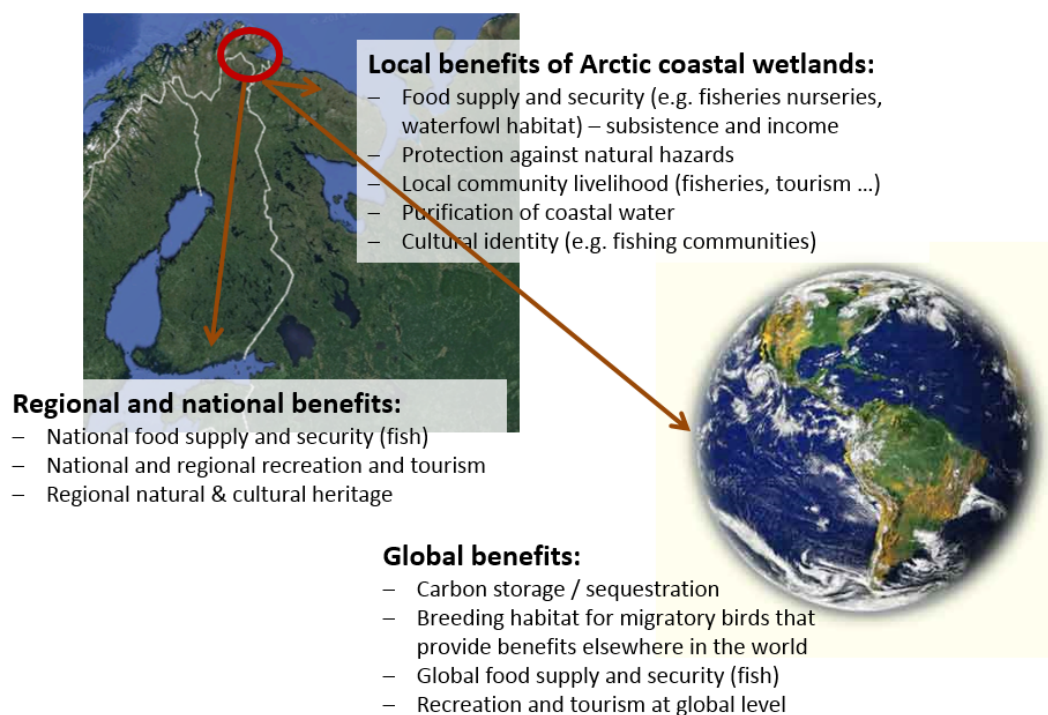 Local benefits of Arctic coastal wetlands:
– Food supply and security (e.g. fisheries nurseries,
waterfowl habitat) – subsistence and income
– Protection against natural hazards
– Local community livelihood (fisheries, tourism ...)
– Purification of coastal water
– Cultural identity (e.g. fishing communities)
Regional and national benefits:
– National food supply and security (fish)
– National and regional recreation and tourism
– Regional natural & cultural heritage
Global benefits:
– Carbon storage / sequestration
– Breeding habitat for migratory birds that
provide benefits elsewhere in the world
– Global food supply and security (fish)
– Recreation and tourism at global level